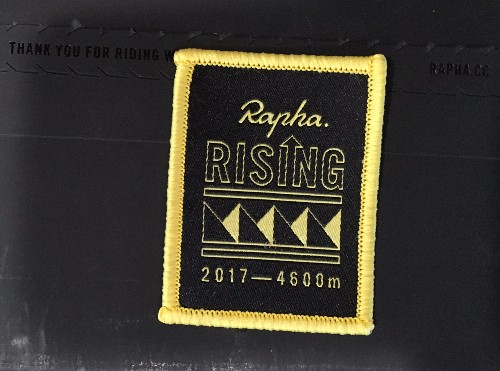 THANK YOU FOR RIDING
RAPHA.CC
Rapha.
RISING
2017—4600m